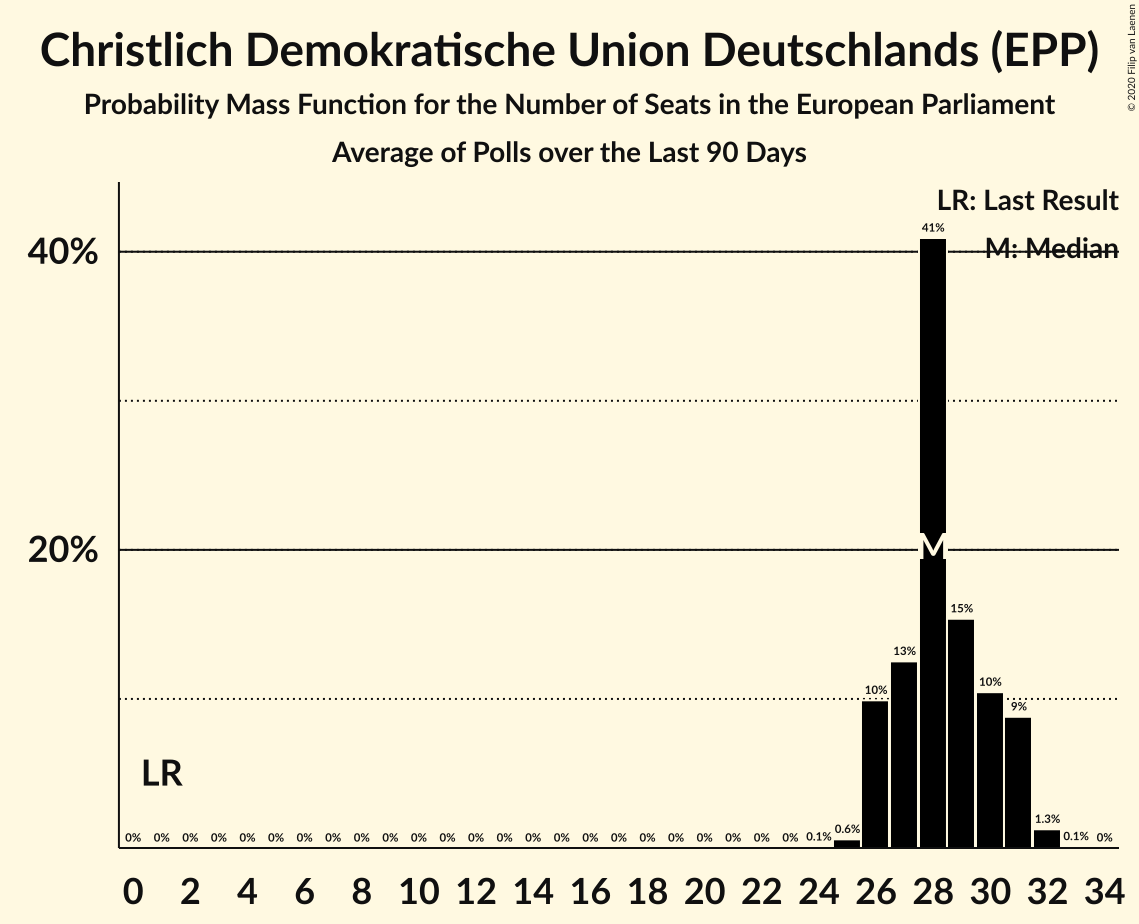 Christlich Demokratische Union Deutschlands (EPP)
Probability Mass Function for the Number of Seats in the European Parliament
Average of Polls over the Last 90 Days
© 2020 Filip van Laenen
LR: Last Result
M: Median
40%
20%
41%
M
15%
13%
10%
10%
9%
LR
0% 0% 0% 0% 0% 0% 0% 0% 0% 0% 0% 0% 0% 0% 0% 0% 0% 0% 0% 0% 0% 0% 0% 0% 0.1% 0.6% 1.3% 0.1% 0%
0 2 4 6 8 10 12 14 16 18 20 22 24 26 28 30 32 34